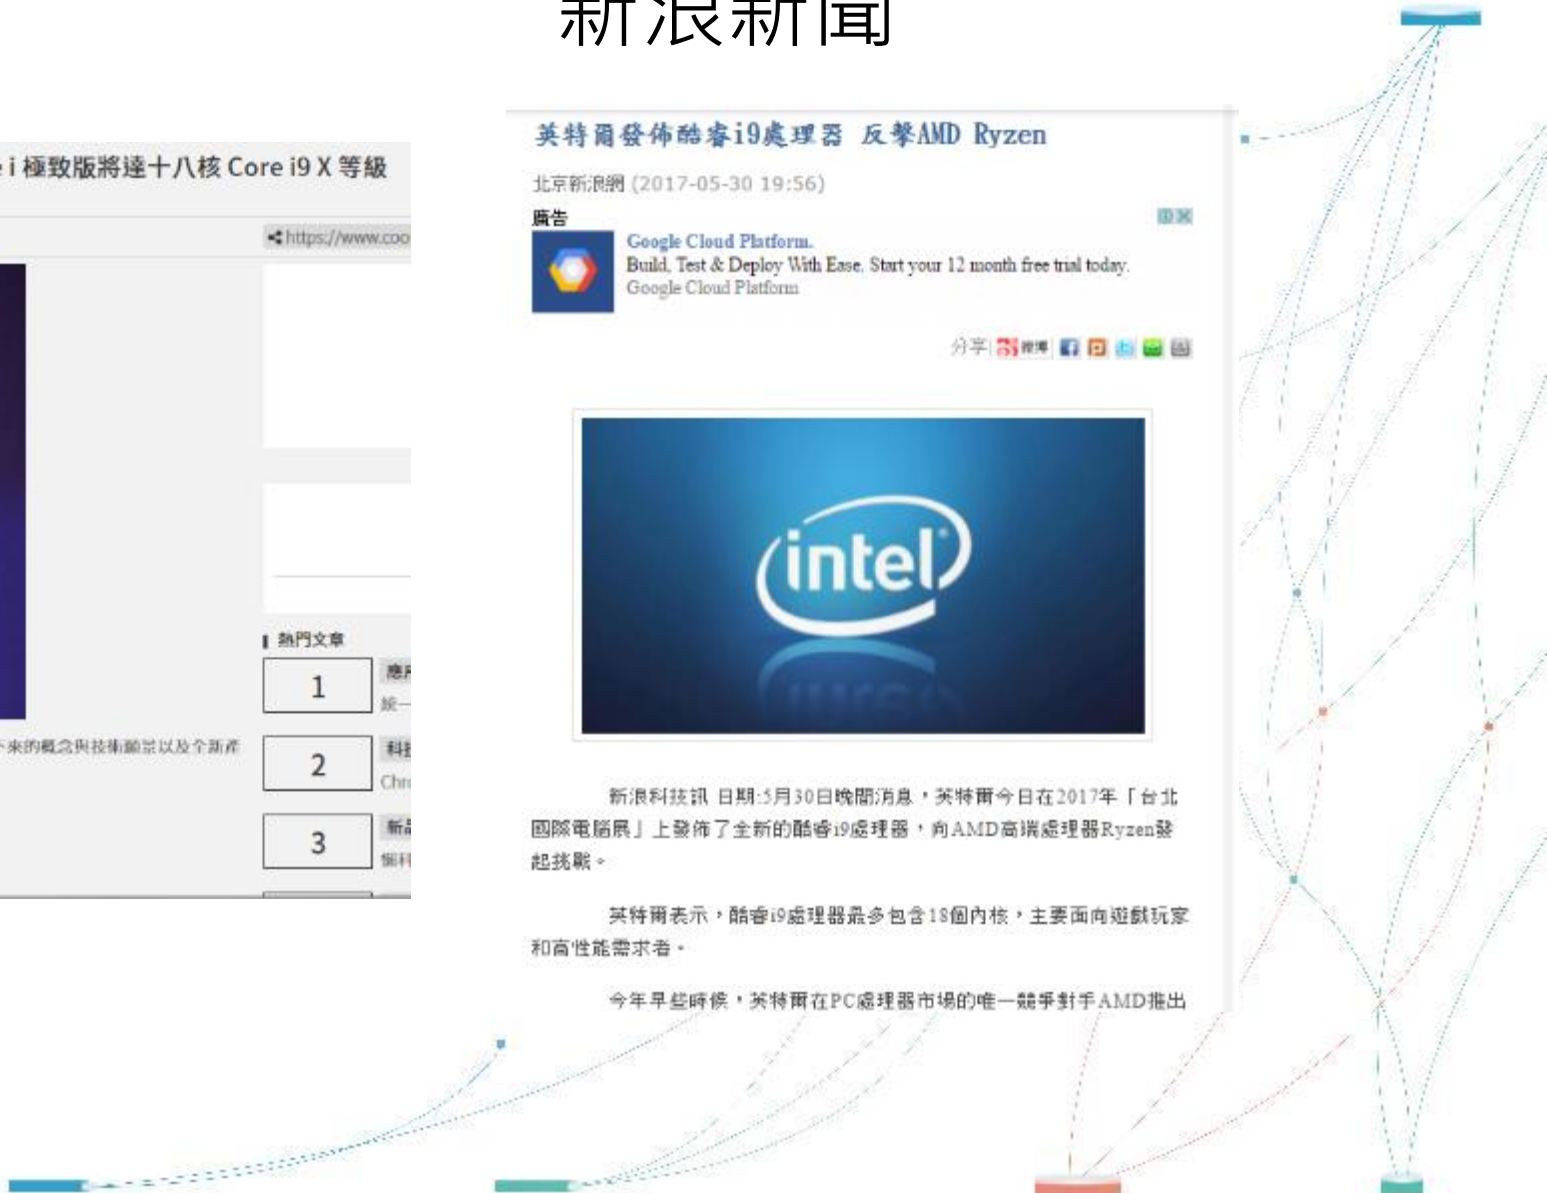 新浪新聞
i 極致版將達十八核 Core i9 X 等級
https://www.coo
熱門文章
1
2
Chr
3
來的概念與技術願景以及全新產
英特爾發佈酷睿i9處理器 反擊AMD Ryzen
北京新浪網 (2017-05-30 19:56)
廣告
Google Cloud Platform.
Build, Test & Deploy With Ease. Start your 12 month free trial today.
Google Cloud Platform
分享 微博
intel
新浪科技訊 日期:5月30日晚間消息，英特爾今日在2017年「台北
國際電腦展」上發佈了全新的酷睿i9處理器，向AMD高端處理器Ryzen發
起挑戰。
英特爾表示，酷睿i9處理器最多包含18個內核，主要面向遊戲玩家
和高性能需求者。
今年早些時候，英特爾在PC處理器市場的唯一競爭對手AMD推出